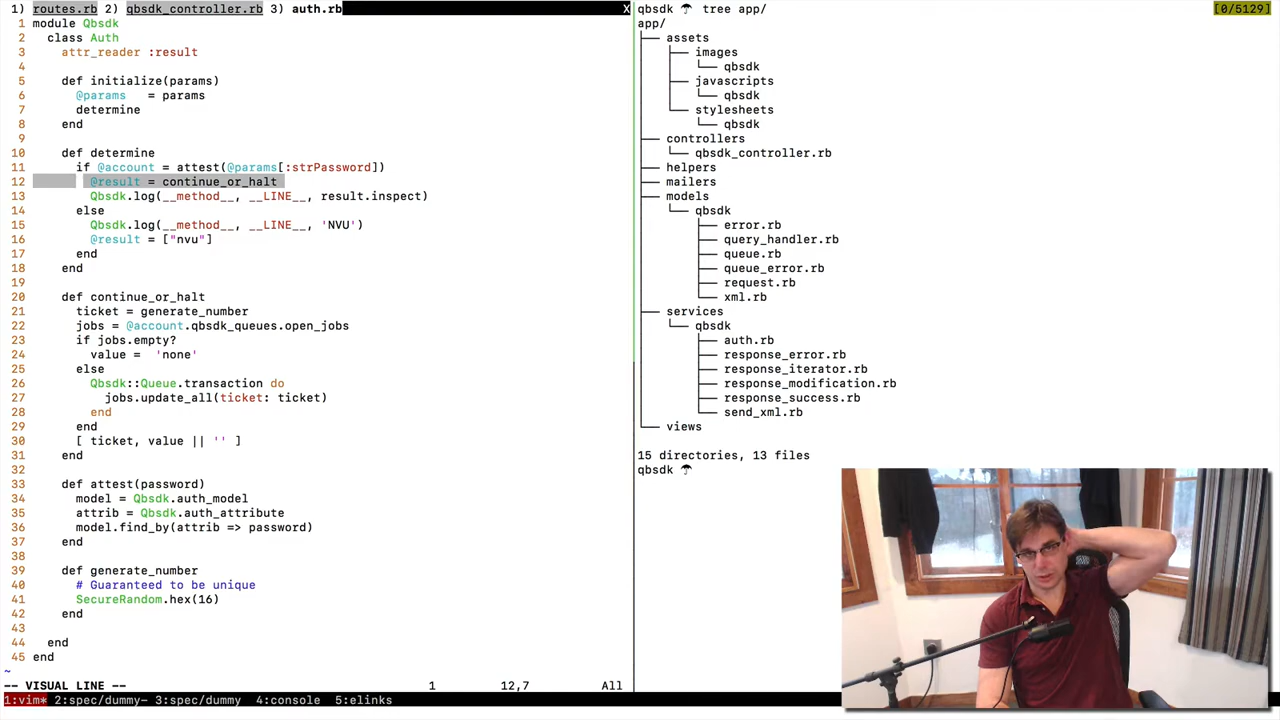 1) routes.rb 2) qbsdk_controller.rb 3) auth.rb X
1 module Qbsdk
2 class Auth
3 attr_reader :result
4
5 def initialize(params)
6 @params   = params
7 determine
8 end
9
10 def determine
11 if @account = attest(@params[:strPassword])
12 @result = continue_or_halt
13 Qbsdk.log(__method__, __LINE__, result.inspect)
14 else
15 Qbsdk.log(__method__, __LINE__, 'NVU')
16 @result = ["nvu"]
17 end
18 end
19
20 def continue_or_halt
21 ticket = generate_number
22 jobs = @account.qbsdk_queues.open_jobs
23 if jobs.empty?
24 value =  'none'
25 else
26 Qbsdk::Queue.transaction do
27 jobs.update_all(ticket: ticket)
28 end
29 end
30 [ ticket, value || '' ]
31 end
32
33 def attest(password)
34 model = Qbsdk.auth_model
35 attrib = Qbsdk.auth_attribute
36 model.find_by(attrib => password)
37 end
38
39 def generate_number
40 # Guaranteed to be unique
41 SecureRandom.hex(16)
42 end
43
44 end
45 end
~
-- VISUAL LINE -- 1 12,7 All
qbsdk ☂ tree app/ [0/5129]
app/
├── assets
│   ├── images
│   │   └── qbsdk
│   ├── javascripts
│   │   └── qbsdk
│   └── stylesheets
│       └── qbsdk
├── controllers
│   └── qbsdk_controller.rb
├── helpers
├── mailers
├── models
│   └── qbsdk
│       ├── error.rb
│       ├── query_handler.rb
│       ├── queue.rb
│       ├── queue_error.rb
│       ├── request.rb
│       └── xml.rb
├── services
│   └── qbsdk
│       ├── auth.rb
│       ├── response_error.rb
│       ├── response_iterator.rb
│       ├── response_modification.rb
│       ├── response_success.rb
│       └── send_xml.rb
└── views
15 directories, 13 files
qbsdk ☂
1:vim* 2:spec/dummy- 3:spec/dummy 4:console 5:elinks